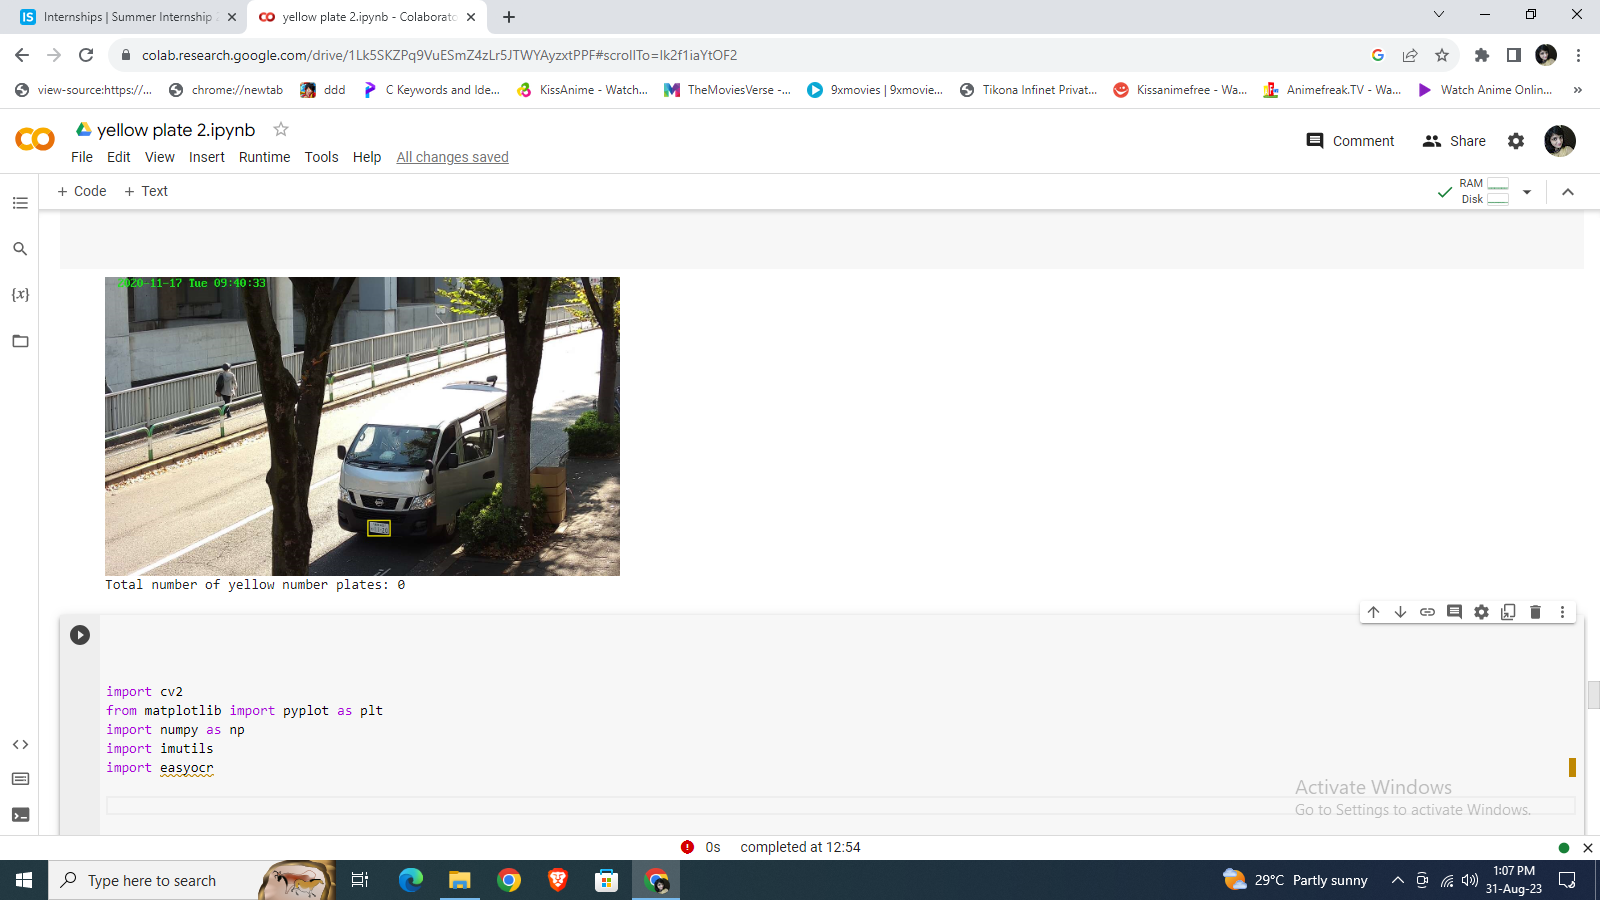 Internships | Summer Internship 2
yellow plate 2.ipynb - Colaborato
colab.research.google.com/drive/1Lk5SKZPq9VuESmZ4zLr5JTWYAyzxtPPF#scrollTo=Ik2f1iaYtOF2
view-source:https://...
chrome://newtab
ddd
C Keywords and Ide...
KissAnime - Watch...
TheMoviesVerse -...
9xmovies | 9xmovie...
Tikona Infinet Privat...
Kissanimefree - Wa...
Animefreak.TV - Wa...
Watch Anime Onlin...
yellow plate 2.ipynb
File Edit View Insert Runtime Tools Help All changes saved
Comment
Share
+ Code + Text
RAM
Disk
{x}
2020-11-17 Tue 09:40:33
Total number of yellow number plates: 0
import cv2
from matplotlib import pyplot as plt
import numpy as np
import imutils
import easyocr
Activate Windows
Go to Settings to activate Windows.
0s completed at 12:54
Type here to search
29°C Partly sunny
1:07 PM
31-Aug-23